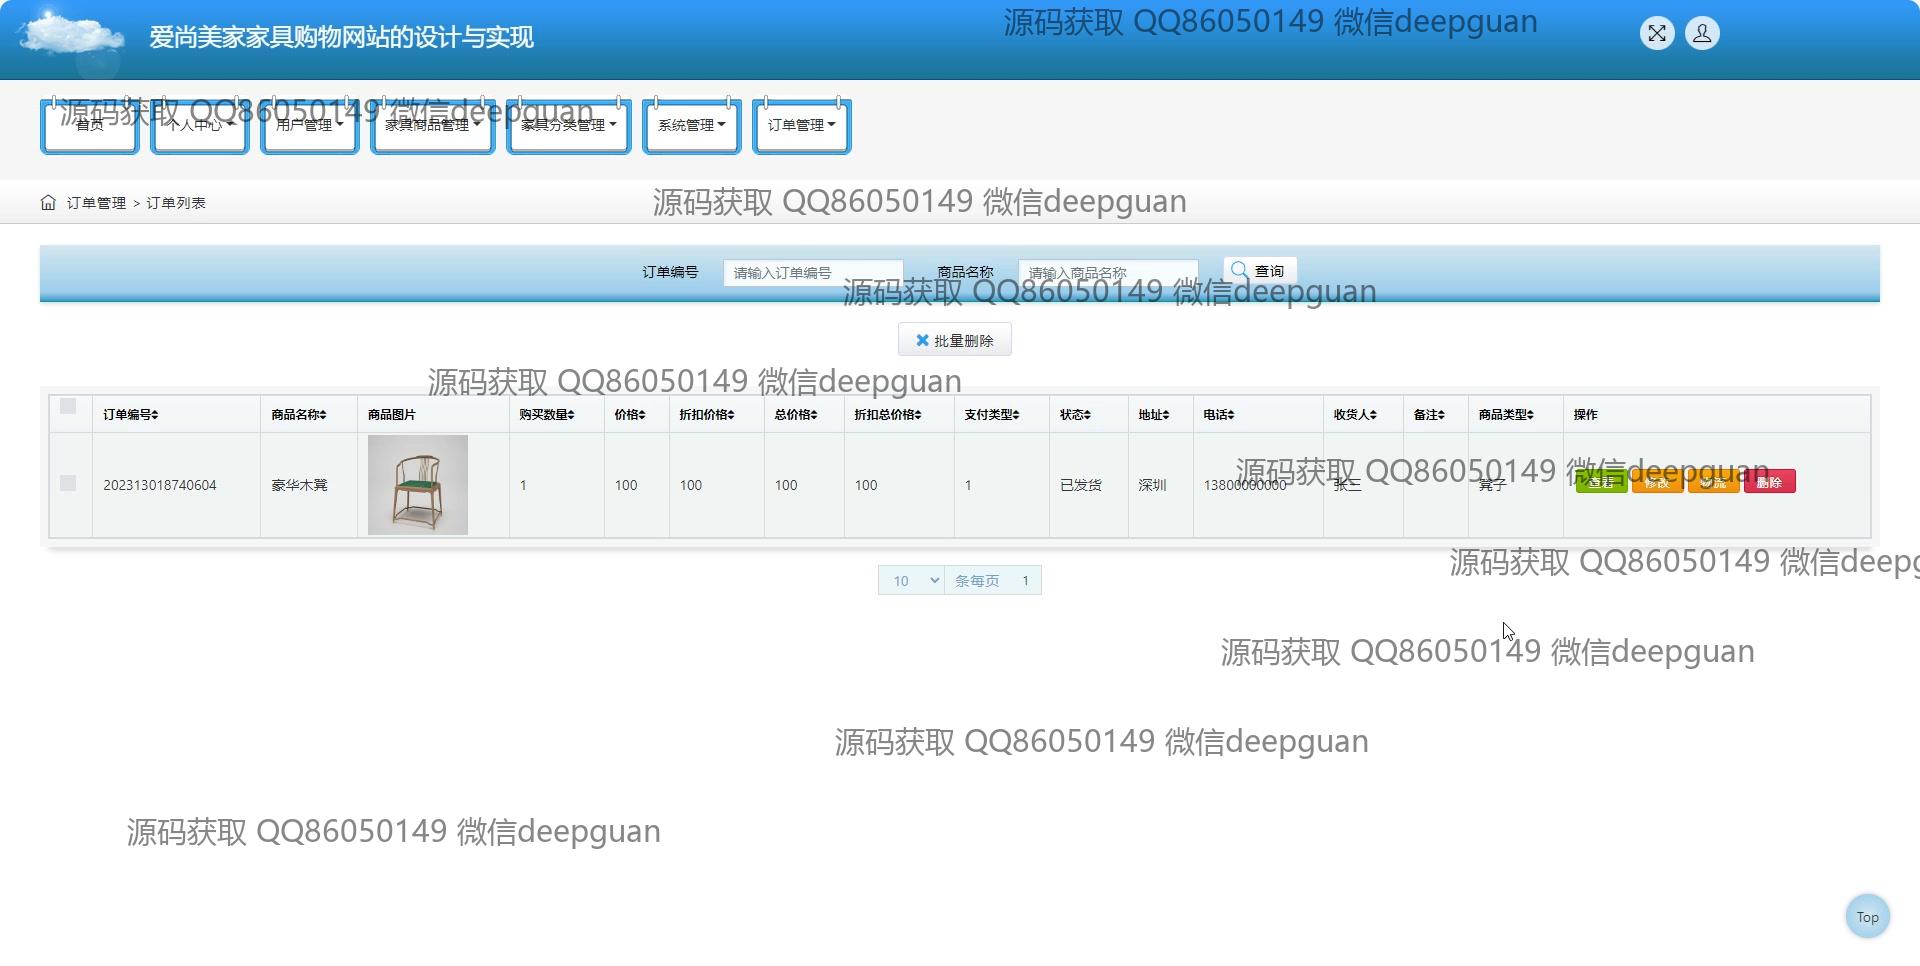 爱尚美家家具购物网站的设计与实现
源码获取 QQ86050149 微信deepguan
首页 个人中心 用户管理 家具商品管理 家具分类管理 系统管理 订单管理
源码获取 QQ86050149 微信deepguan
订单管理 > 订单列表
源码获取 QQ86050149 微信deepguan
订单编号 请输入订单编号 商品名称 请输入商品名称 查询
源码获取 QQ86050149 微信deepguan
批量删除
源码获取 QQ86050149 微信deepguan
订单编号 商品名称 商品图片 购买数量 价格 折扣价格 总价格 折扣总价格 支付类型 状态 地址 电话 收货人 备注 商品类型 操作
源码获取 QQ86050149 微信deepguan
202313018740604 豪华木凳 1 100 100 100 100 1 已发货 深圳 13800000000 张三 凳子 查看 修改 物流 删除
源码获取 QQ86050149 微信deepg
10 条每页 1
源码获取 QQ86050149 微信deepguan
源码获取 QQ86050149 微信deepguan
源码获取 QQ86050149 微信deepguan
Top